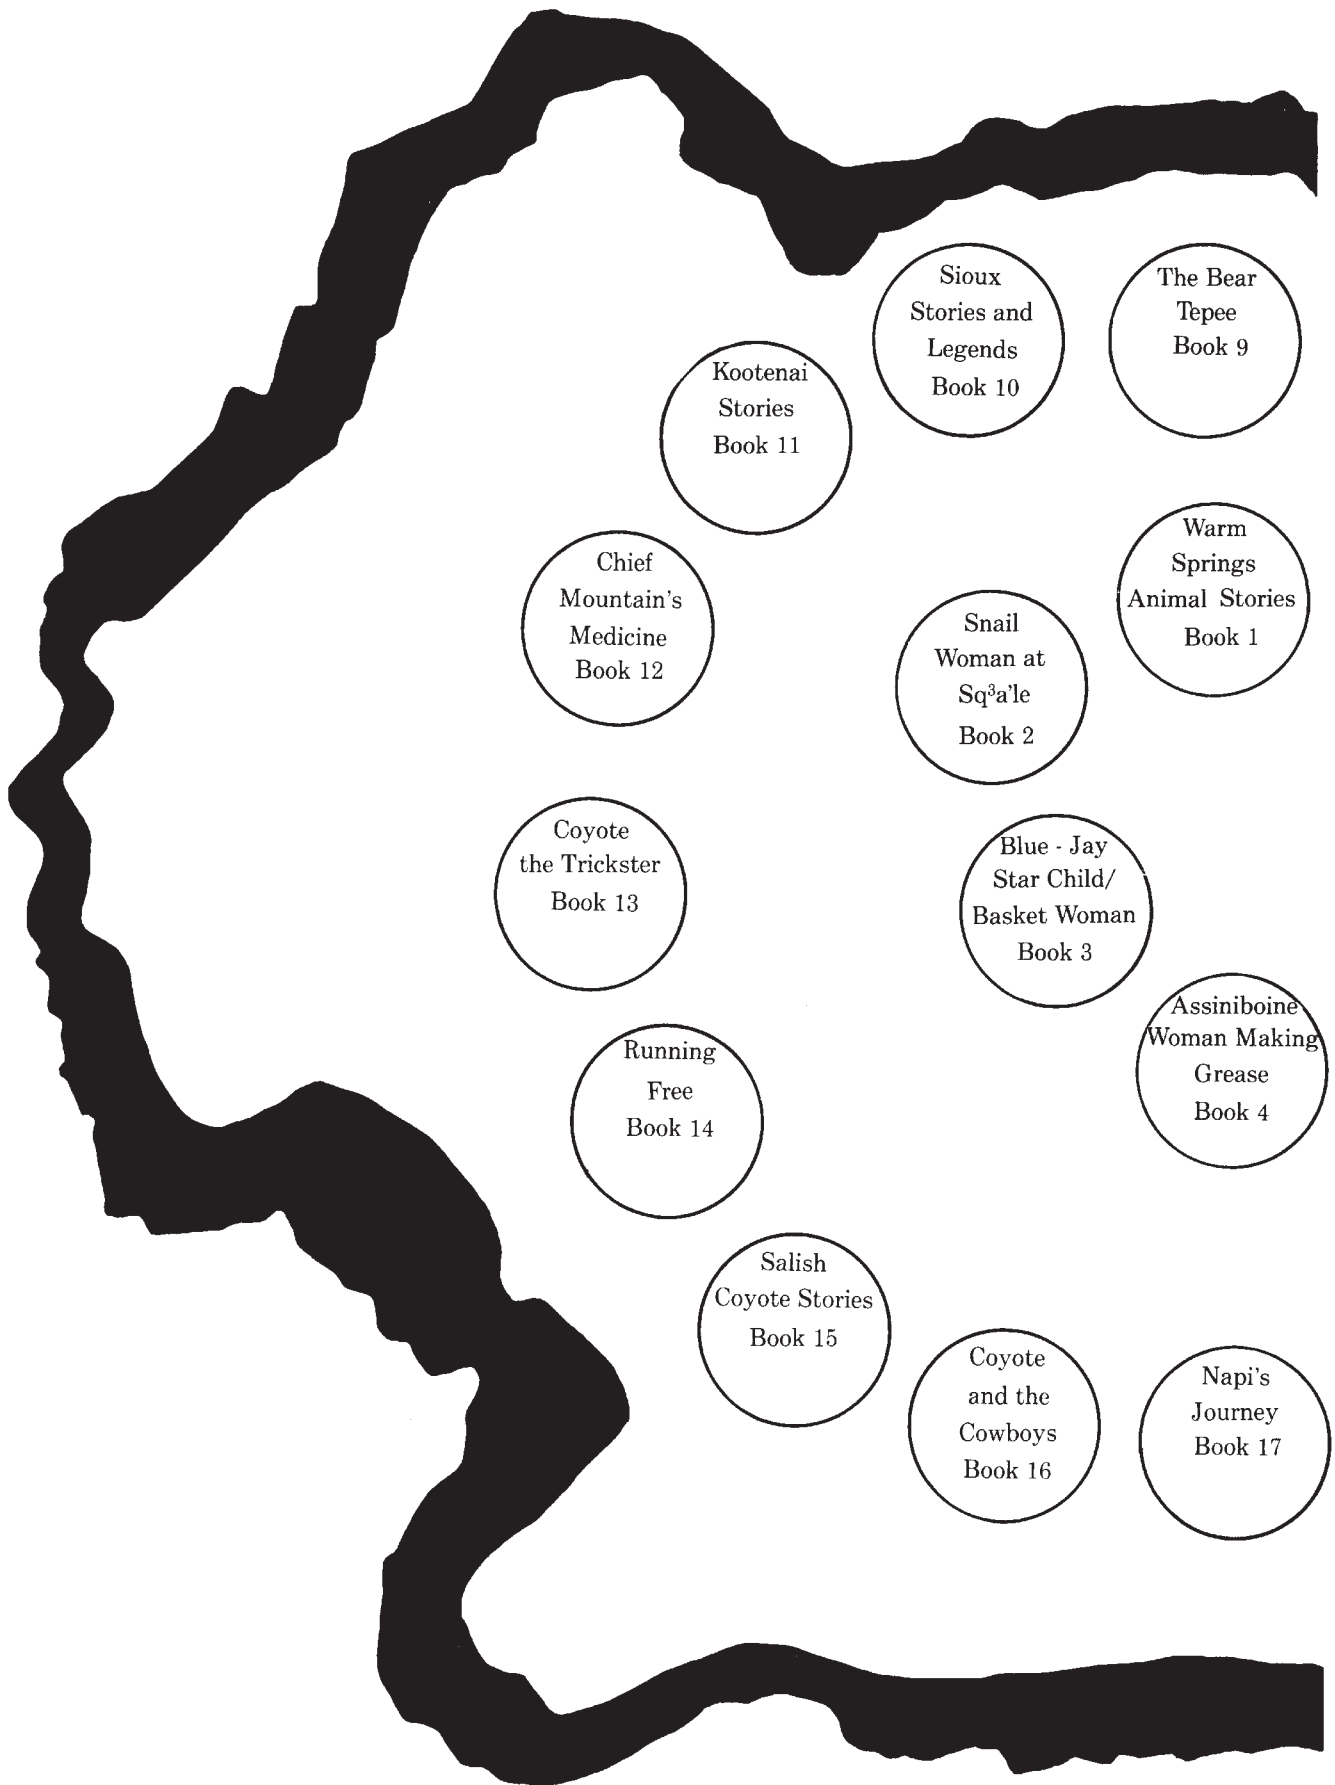 Sioux
Stories and
Legends
Book 10
The Bear
Tepee
Book 9
Kootenai
Stories
Book 11
Warm
Springs
Animal Stories
Book 1
Chief
Mountain's
Medicine
Book 12
Snail
Woman at
Sq³a'le
Book 2
Coyote
the Trickster
Book 13
Blue - Jay
Star Child/
Basket Woman
Book 3
Assiniboine
Woman Making
Grease
Book 4
Running
Free
Book 14
Salish
Coyote Stories
Book 15
Coyote
and the
Cowboys
Book 16
Napi's
Journey
Book 17